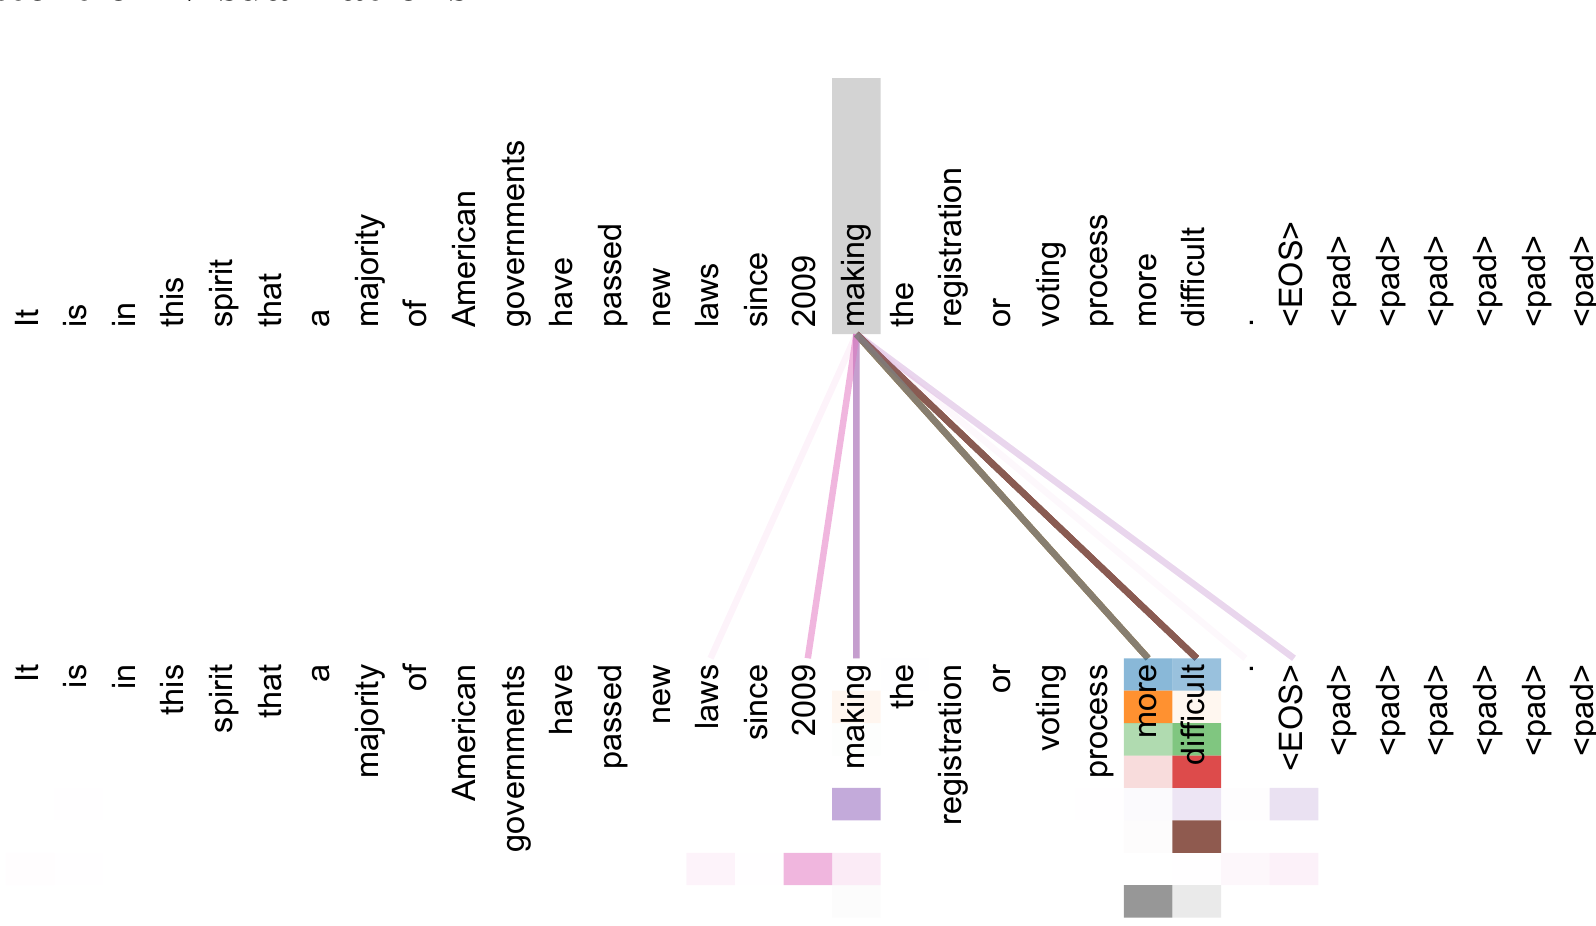 It is in this spirit that a majority of American governments have passed new laws since 2009 making the registration or voting process more difficult . <EOS> <pad> <pad> <pad> <pad> <pad> <pad>
It is in this spirit that a majority of American governments have passed new laws since 2009 making the registration or voting process more difficult . <EOS> <pad> <pad> <pad> <pad> <pad> <pad>